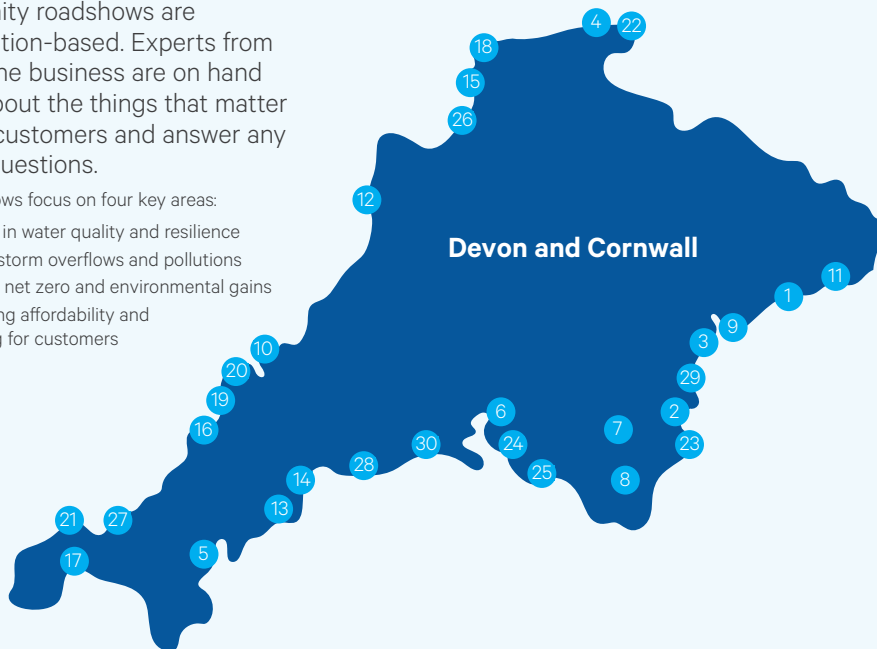 nity roadshows are
tion-based. Experts from
he business are on hand
bout the things that matter
customers and answer any
uestions.
ows focus on four key areas:
in water quality and resilience
storm overflows and pollutions
net zero and environmental gains
ng affordability and
g for customers
Devon and Cornwall
4
22
18
15
26
12
11
1
9
3
10
20
29
19
2
6
16
7
24
30
23
28
25
8
14
13
21
27
5
17